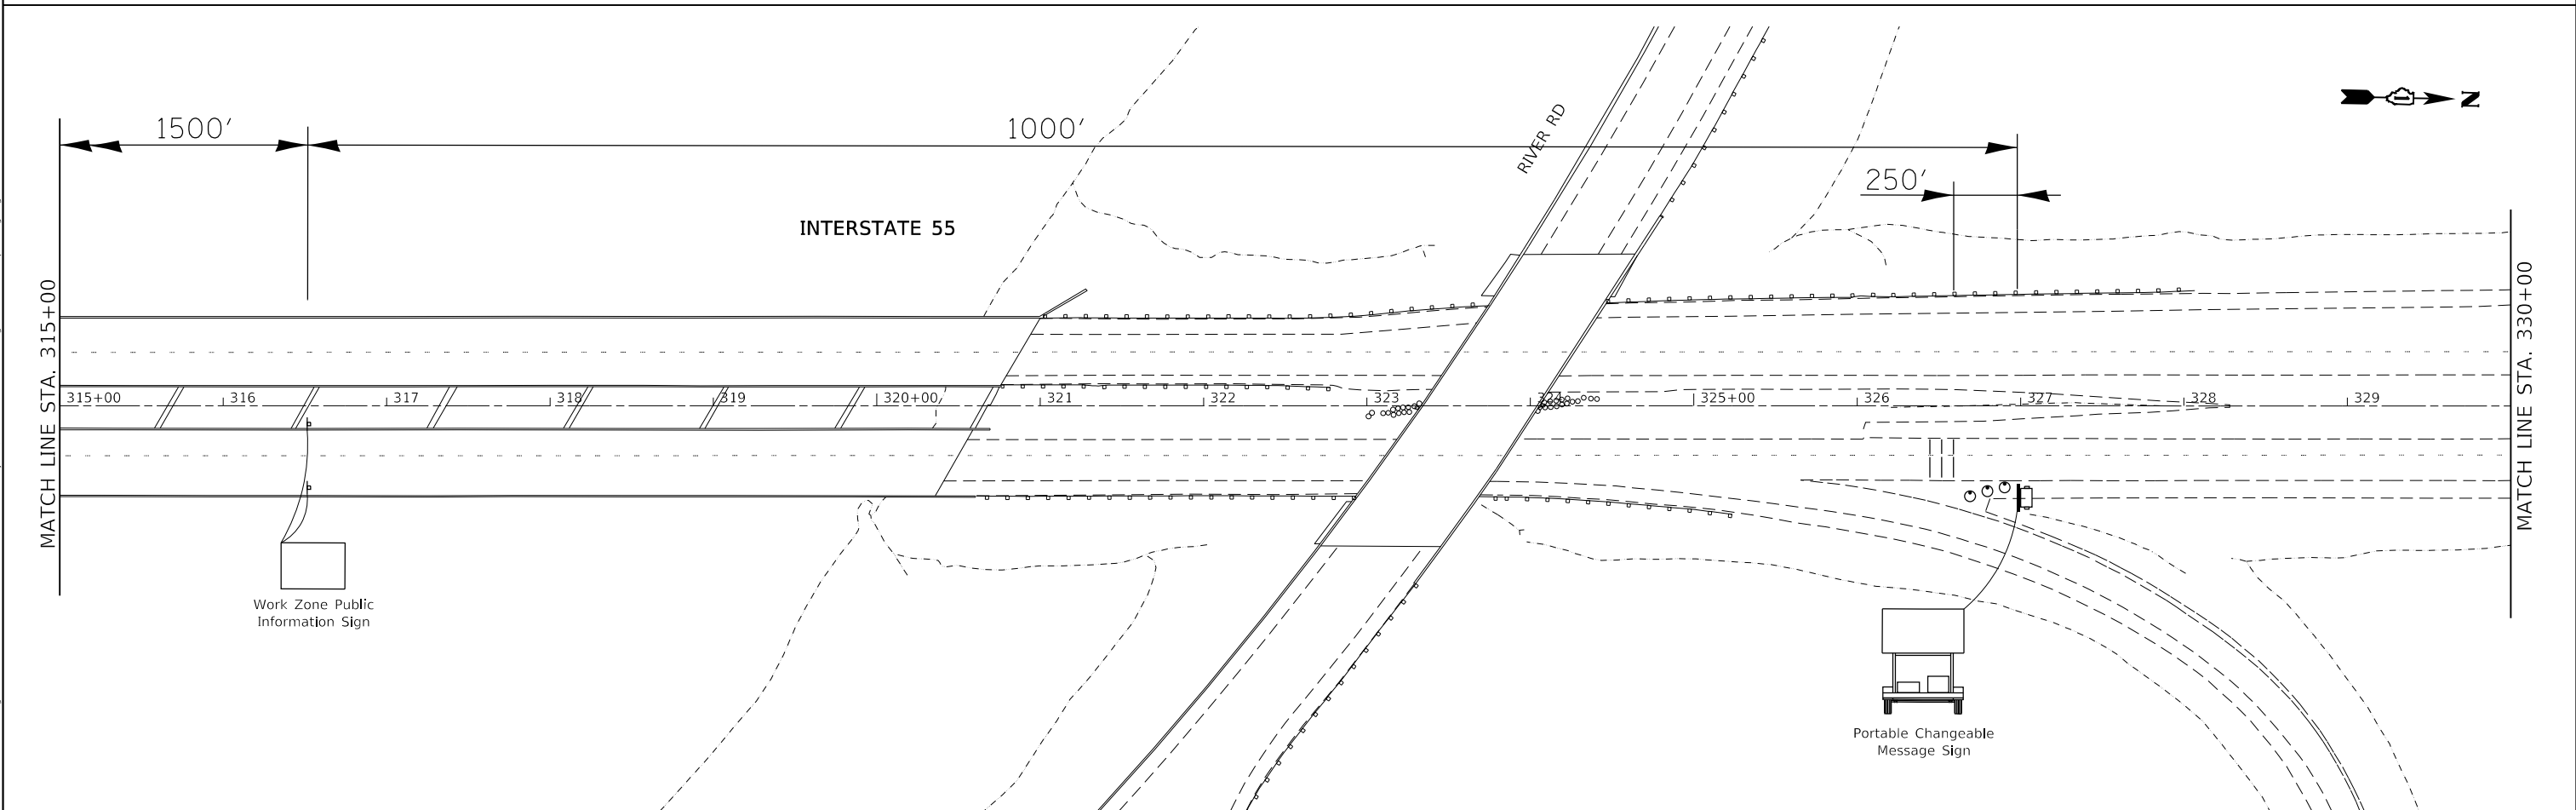 1500'
1000'
RIVER RD
N
250'
INTERSTATE 55
MATCH LINE STA. 315+00
MATCH LINE STA. 330+00
315+00
316
317
318
319
320+00
321
322
323
324
325+00
326
327
328
329
Work Zone Public
Information Sign
Portable Changeable
Message Sign